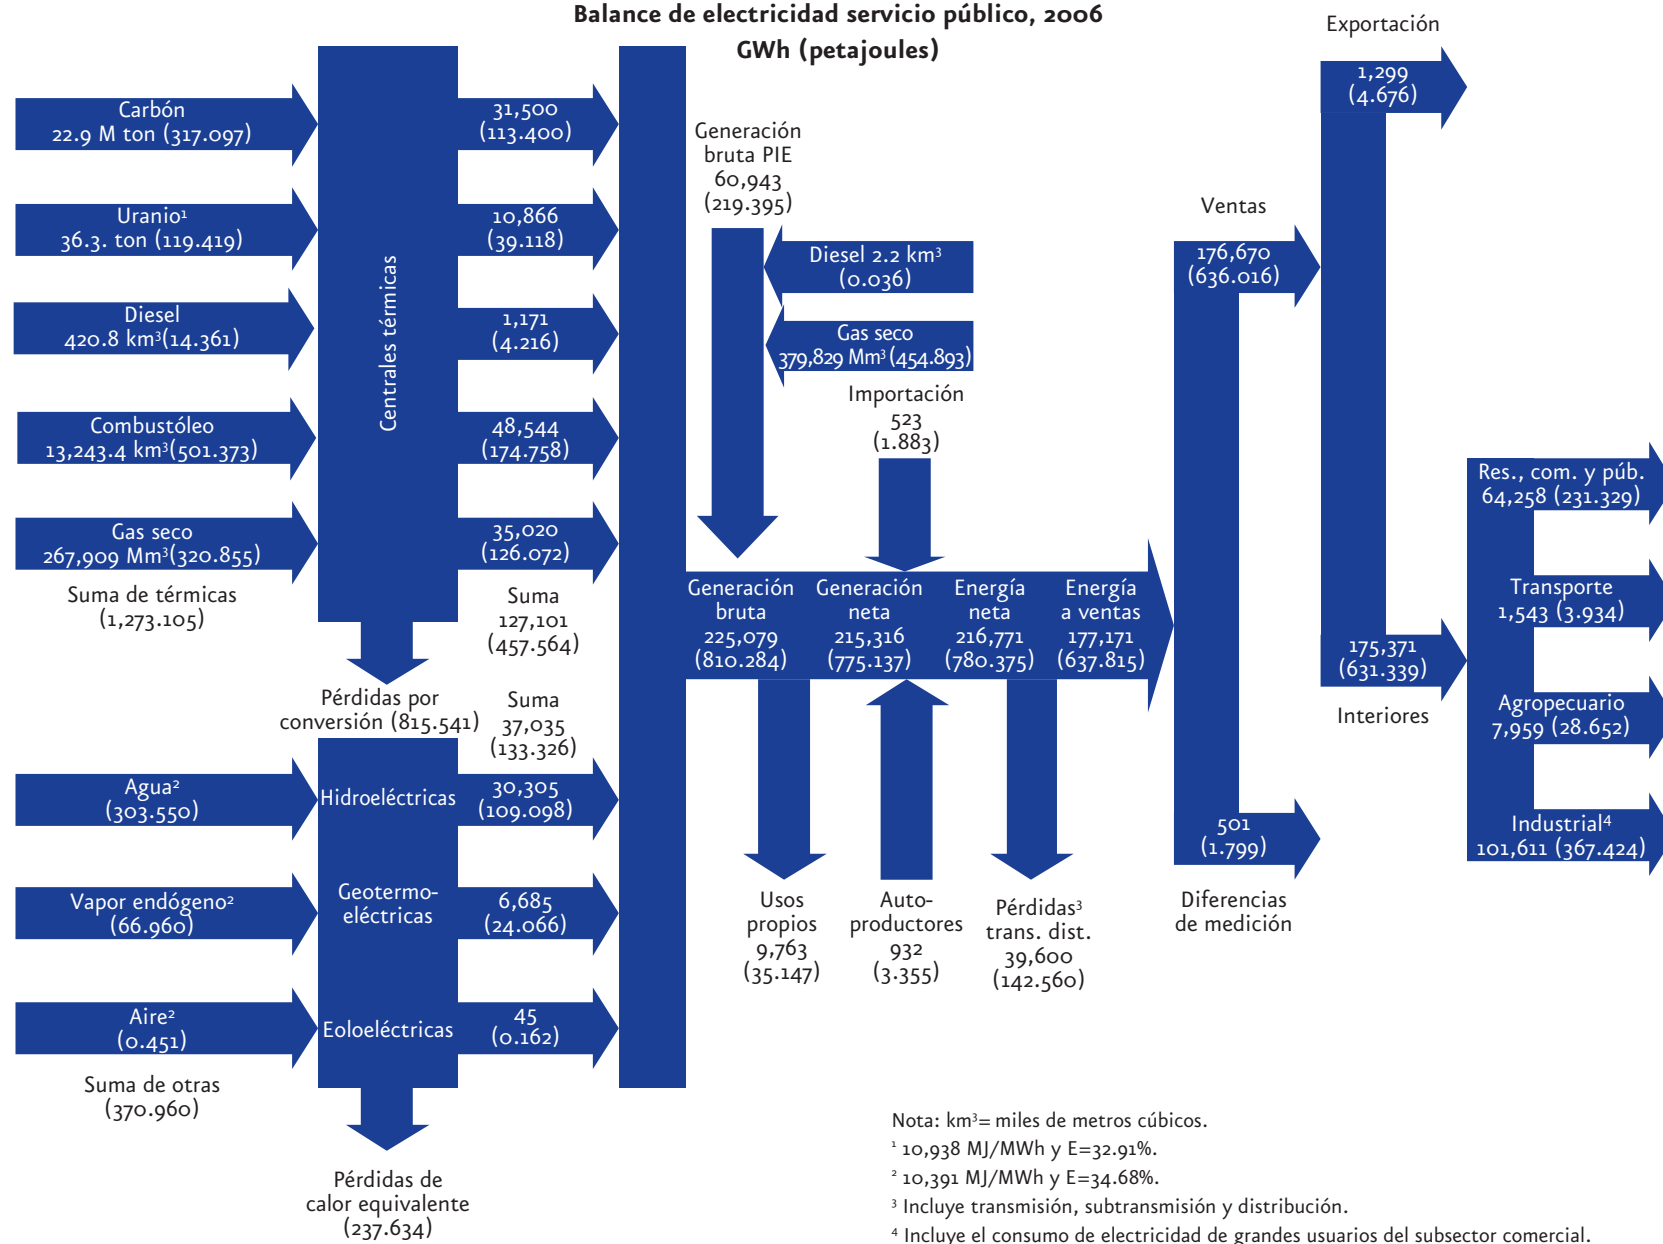 Balance de electricidad servicio público, 2006
GWh (petajoules)
Carbón
22.9 M ton (317.097)
Uranio¹
36.3. ton (119.419)
Diesel
420.8 km³(14.361)
Combustóleo
13,243.4 km³(501.373)
Gas seco
267,909 Mm³(320.855)
Suma de térmicas
(1,273.105)
Centrales térmicas
31,500
(113.400)
10,866
(39.118)
1,171
(4.216)
48,544
(174.758)
35,020
(126.072)
Suma
127,101
(457.564)
Pérdidas por
conversión (815.541)
Suma
37,035
(133.326)
Agua²
(303.550)
Vapor endógeno²
(66.960)
Aire²
(0.451)
Suma de otras
(370.960)
Hidroeléctricas
Geotermo-
eléctricas
Eoloeléctricas
30,305
(109.098)
6,685
(24.066)
45
(0.162)
Pérdidas de
calor equivalente
(237.634)
Generación
bruta PIE
60,943
(219.395)
Diesel 2.2 km³
(0.036)
Gas seco
379,829 Mm³(454.893)
Importación
523
(1.883)
Generación
bruta
225,079
(810.284)
Generación
neta
215,316
(775.137)
Energía
neta
216,771
(780.375)
Energía
a ventas
177,171
(637.815)
Usos
propios
9,763
(35.147)
Auto-
productores
932
(3.355)
Pérdidas³
trans. dist.
39,600
(142.560)
Ventas
176,670
(636.016)
501
(1.799)
Diferencias
de medición
Exportación
1,299
(4.676)
175,371
(631.339)
Interiores
Res., com. y púb.
64,258 (231.329)
Transporte
1,543 (3.934)
Agropecuario
7,959 (28.652)
Industrial⁴
101,611 (367.424)
Nota: km³= miles de metros cúbicos.
¹ 10,938 MJ/MWh y E=32.91%.
² 10,391 MJ/MWh y E=34.68%.
³ Incluye transmisión, subtransmisión y distribución.
⁴ Incluye el consumo de electricidad de grandes usuarios del subsector comercial.